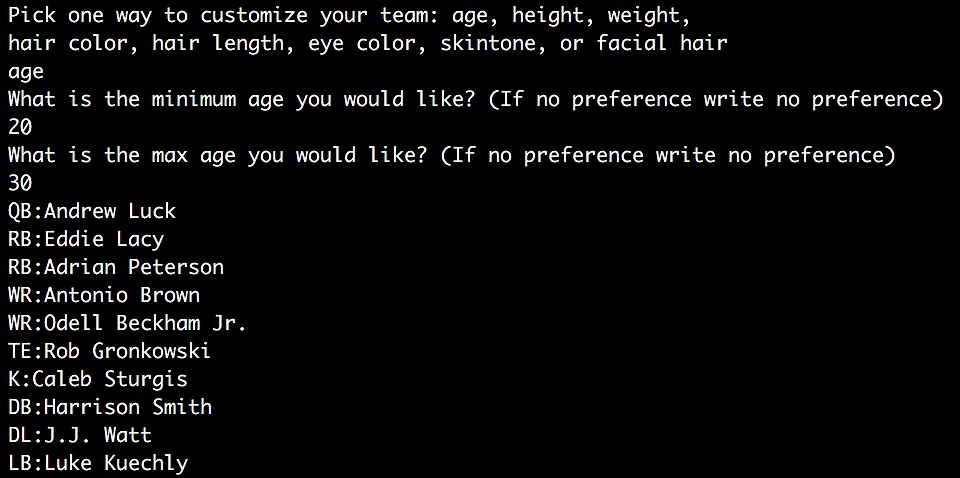 Pick one way to customize your team: age, height, weight,
hair color, hair length, eye color, skintone, or facial hair
age
What is the minimum age you would like? (If no preference write no preference)
20
What is the max age you would like? (If no preference write no preference)
30
QB:Andrew Luck
RB:Eddie Lacy
RB:Adrian Peterson
WR:Antonio Brown
WR:Odell Beckham Jr.
TE:Rob Gronkowski
K:Caleb Sturgis
DB:Harrison Smith
DL:J.J. Watt
LB:Luke Kuechly